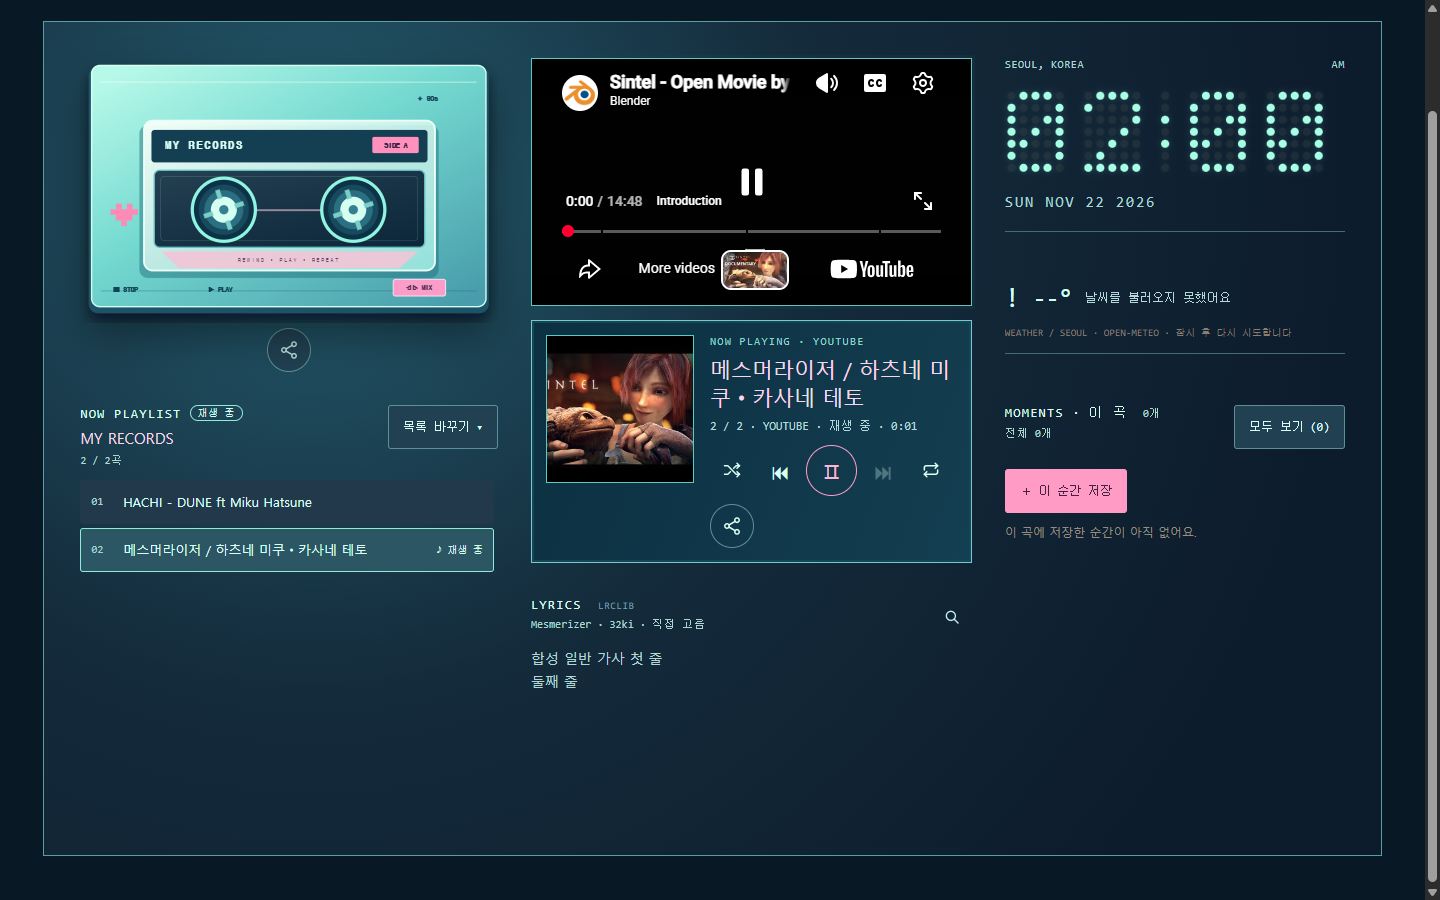 + 90s
MY RECORDS
SIDE A
REWIND • PLAY • REPEAT
STOP
PLAY
MIX
NOW PLAYLIST 재생 중
MY RECORDS
2 / 2곡
목록 바꾸기 ▾
01 HACHI - DUNE ft Miku Hatsune
02 메스머라이저 / 하츠네 미쿠 • 카사네 테토 ♪ 재생 중
Sintel - Open Movie by
Blender
CC
0:00 / 14:48 Introduction
More videos
YouTube
INTEL
NOW PLAYING · YOUTUBE
메스머라이저 / 하츠네 미
쿠 • 카사네 테토
2 / 2 · YOUTUBE · 재생 중 · 0:01
LYRICS LRCLIB
Mesmerizer · 32ki · 직접 고음
합성 일반 가사 첫 줄
둘째 줄
SEOUL, KOREA AM
02:00
SUN NOV 22 2026
! --° 날씨를 불러오지 못했어요
WEATHER / SEOUL · OPEN-METEO · 잠시 후 다시 시도합니다
MOMENTS · 이 곡 0개
전체 0개
모두 보기 (0)
+ 이 순간 저장
이 곡에 저장한 순간이 아직 없어요.